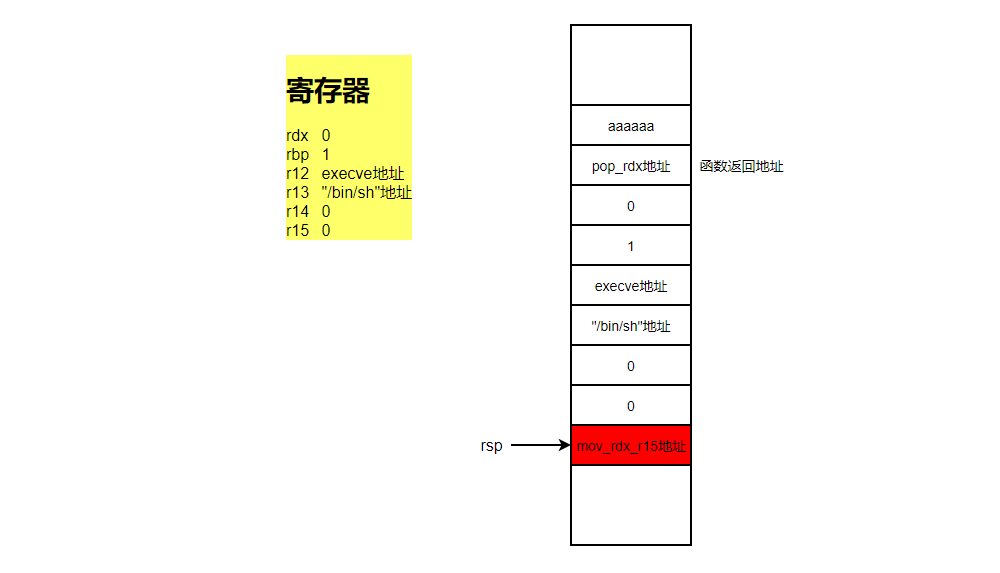 寄存器
rdx 0
rbp 1
r12 execve地址
r13 "/bin/sh"地址
r14 0
r15 0
aaaaaa
pop_rdx地址 函数返回地址
0
1
execve地址
"/bin/sh"地址
0
0
rsp mov_rdx_r15地址